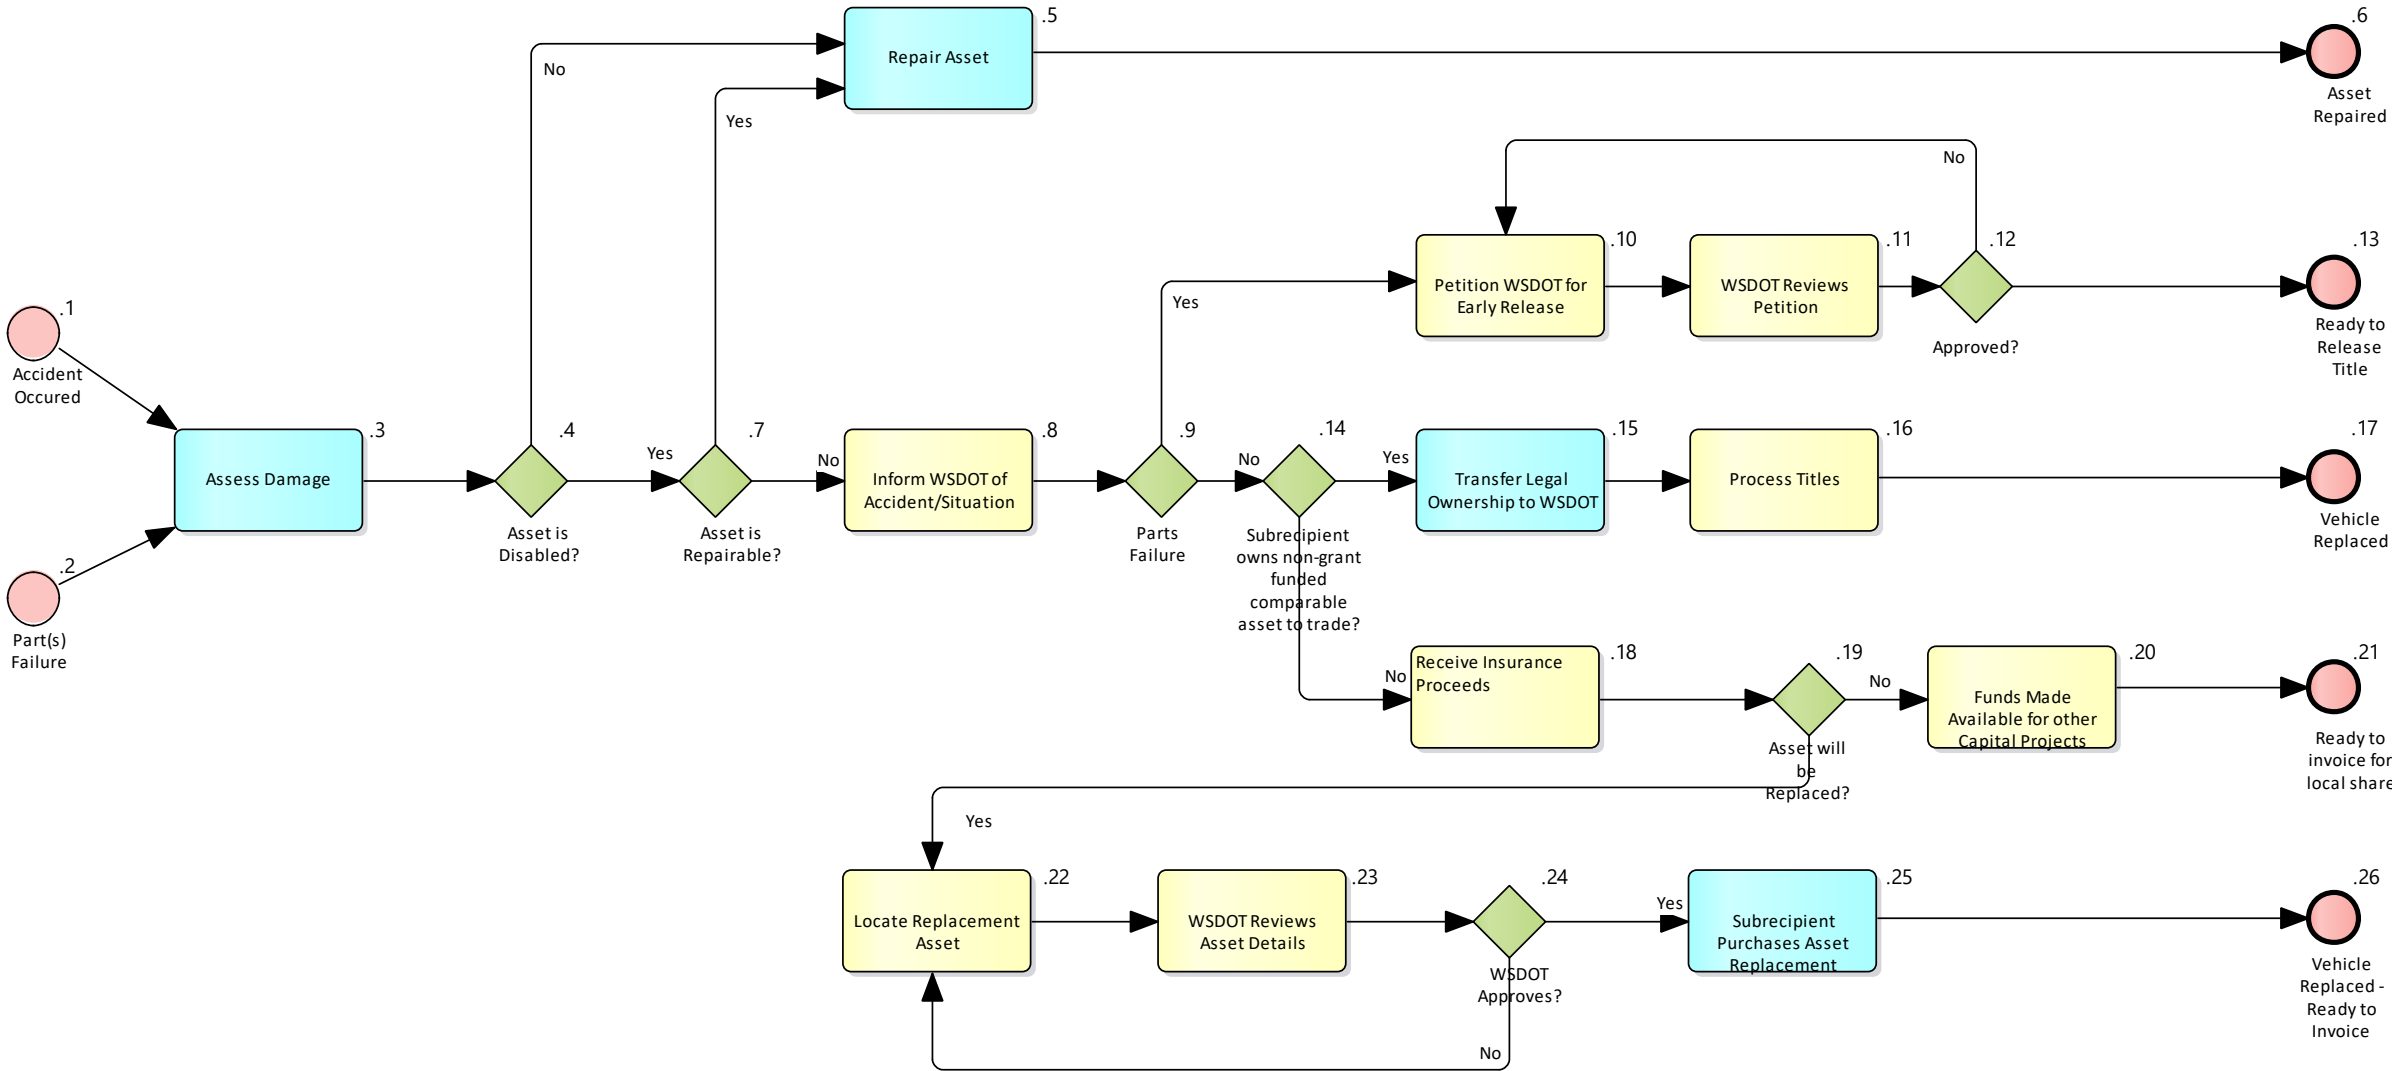 .5
Repair Asset
.6
Asset
Repaired
No
Yes
No
.10
Petition WSDOT for
Early Release
.11
WSDOT Reviews
Petition
.12
Approved?
.13
Ready to
Release
Title
Yes
.1
Accident
Occured
.2
Part(s)
Failure
.3
Assess Damage
.4
Asset is
Disabled?
Yes
.7
Asset is
Repairable?
No
.8
Inform WSDOT of
Accident/Situation
.9
Parts
Failure
No
.14
Subrecipient
owns non-grant
funded
comparable
asset to trade?
Yes
.15
Transfer Legal
Ownership to WSDOT
.16
Process Titles
.17
Vehicle
Replaced
No
.18
Receive Insurance
Proceeds
.19
Asset will
be
Replaced?
No
.20
Funds Made
Available for other
Capital Projects
.21
Ready to
invoice for
local share
Yes
.22
Locate Replacement
Asset
.23
WSDOT Reviews
Asset Details
.24
WSDOT
Approves?
Yes
.25
Subrecipient
Purchases Asset
Replacement
.26
Vehicle
Replaced -
Ready to
Invoice
No